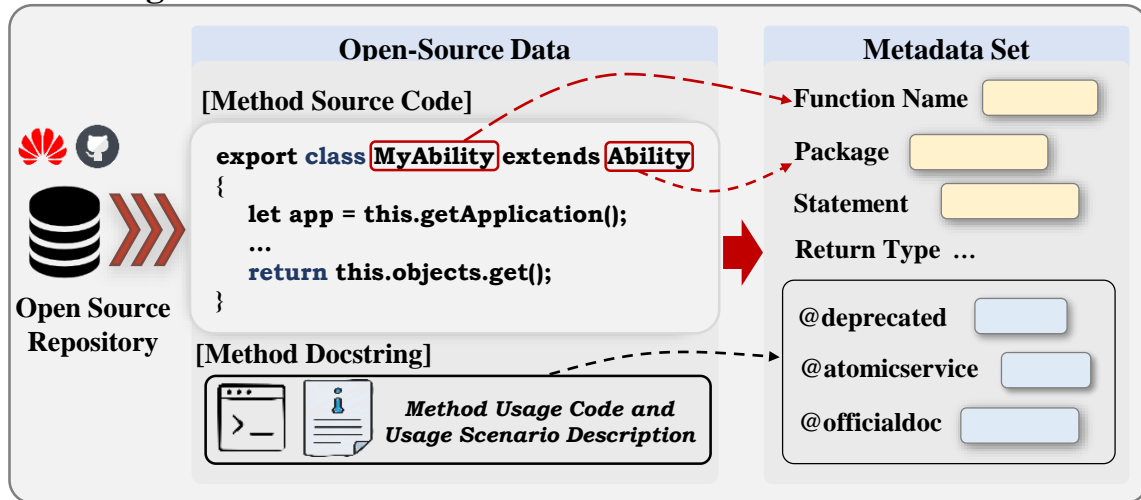 Open-Source Data
Metadata Set
[Method Source Code]
export class MyAbility extends Ability
{
let app = this.getApplication();
...
return this.objects.get();
}
[Method Docstring]
>_
i
Method Usage Code and
Usage Scenario Description
Open Source
Repository
Function Name
Package
Statement
Return Type ...
@deprecated
@atomicservice
@officialdoc